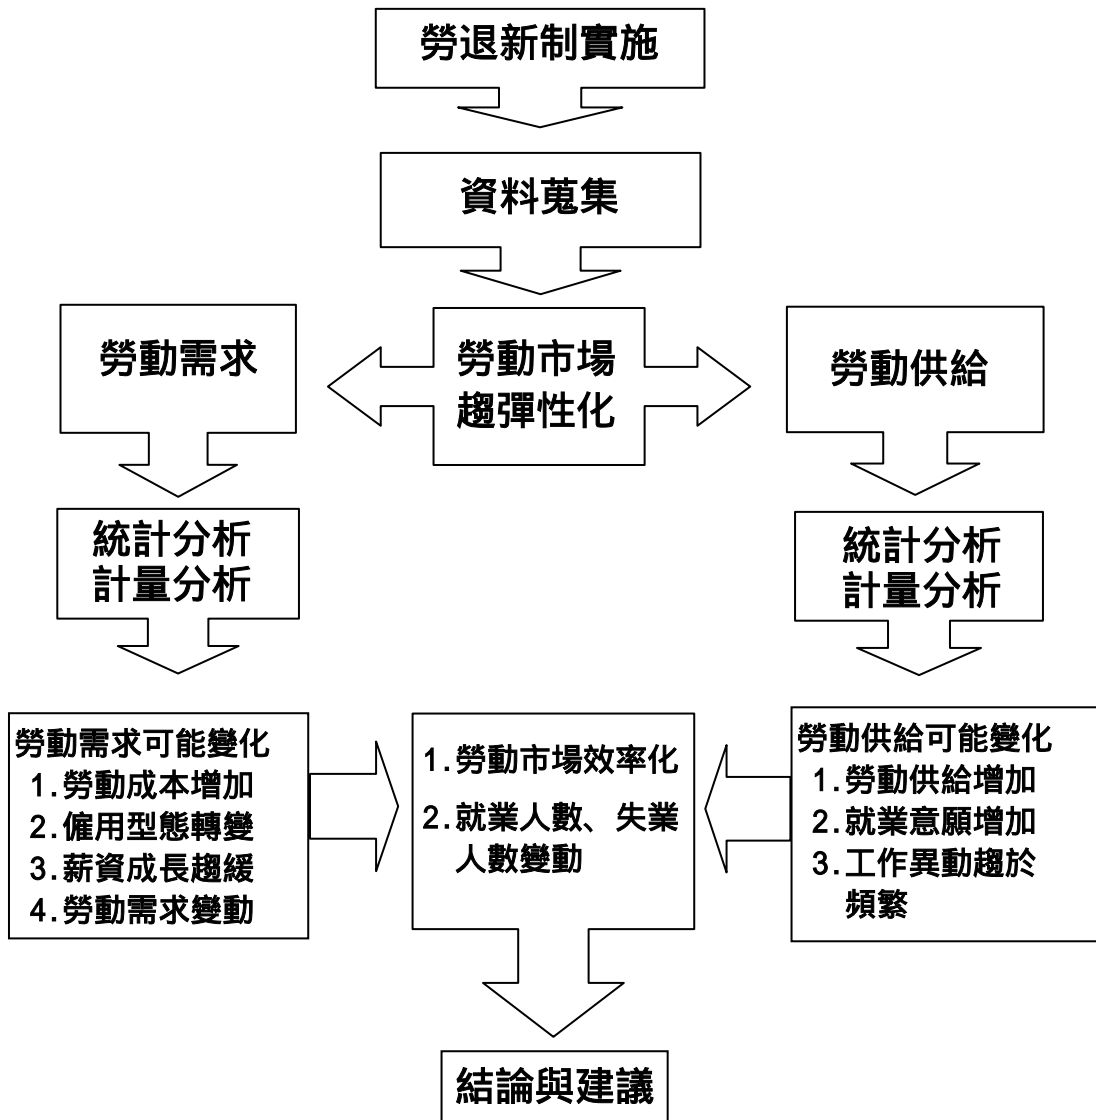 勞退新制實施
資料蒐集
勞動需求
勞動市場
趨彈性化
勞動供給
統計分析
計量分析
統計分析
計量分析
勞動需求可能變化
1.勞動成本增加
2.僱用型態轉變
3.薪資成長趨緩
4.勞動需求變動
1.勞動市場效率化
2.就業人數、失業
人數變動
勞動供給可能變化
1.勞動供給增加
2.就業意願增加
3.工作異動趨於
頻繁
結論與建議